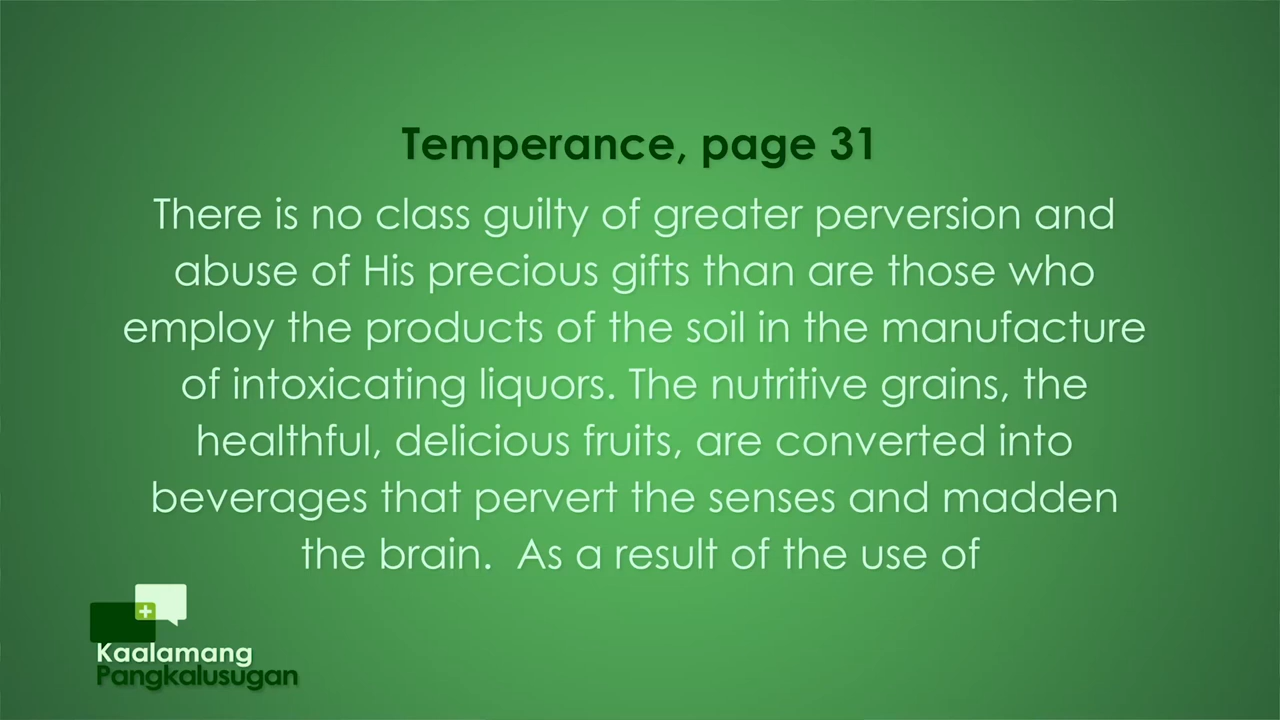 Temperance, page 31
There is no class guilty of greater perversion and
abuse of His precious gifts than are those who
employ the products of the soil in the manufacture
of intoxicating liquors. The nutritive grains, the
healthful, delicious fruits, are converted into
beverages that pervert the senses and madden
the brain.  As a result of the use of
Kaalamang
Pangkalusugan